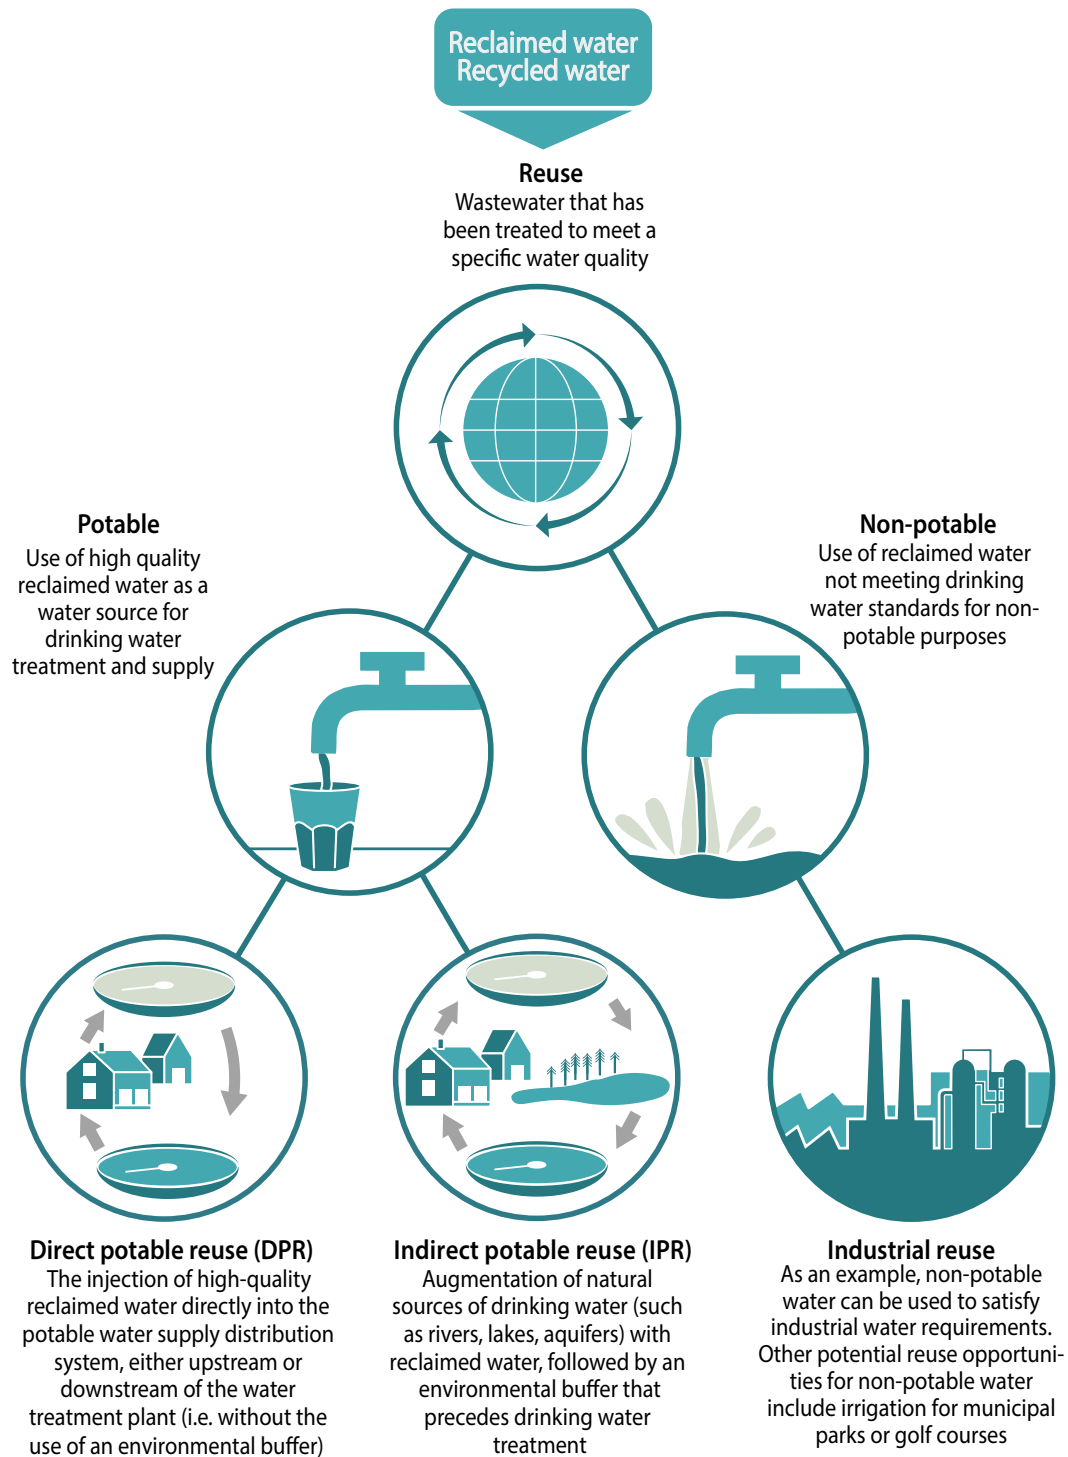 Reclaimed water
Recycled water
Reuse
Wastewater that has
been treated to meet a
specific water quality
Potable
Use of high quality
reclaimed water as a
water source for
drinking water
treatment and supply
Non-potable
Use of reclaimed water
not meeting drinking
water standards for non-
potable purposes
Direct potable reuse (DPR)
The injection of high-quality
reclaimed water directly into the
potable water supply distribution
system, either upstream or
downstream of the water
treatment plant (i.e. without the
use of an environmental buffer)
Indirect potable reuse (IPR)
Augmentation of natural
sources of drinking water (such
as rivers, lakes, aquifers) with
reclaimed water, followed by an
environmental buffer that
precedes drinking water
treatment
Industrial reuse
As an example, non-potable
water can be used to satisfy
industrial water requirements.
Other potential reuse opportuni-
ties for non-potable water
include irrigation for municipal
parks or golf courses